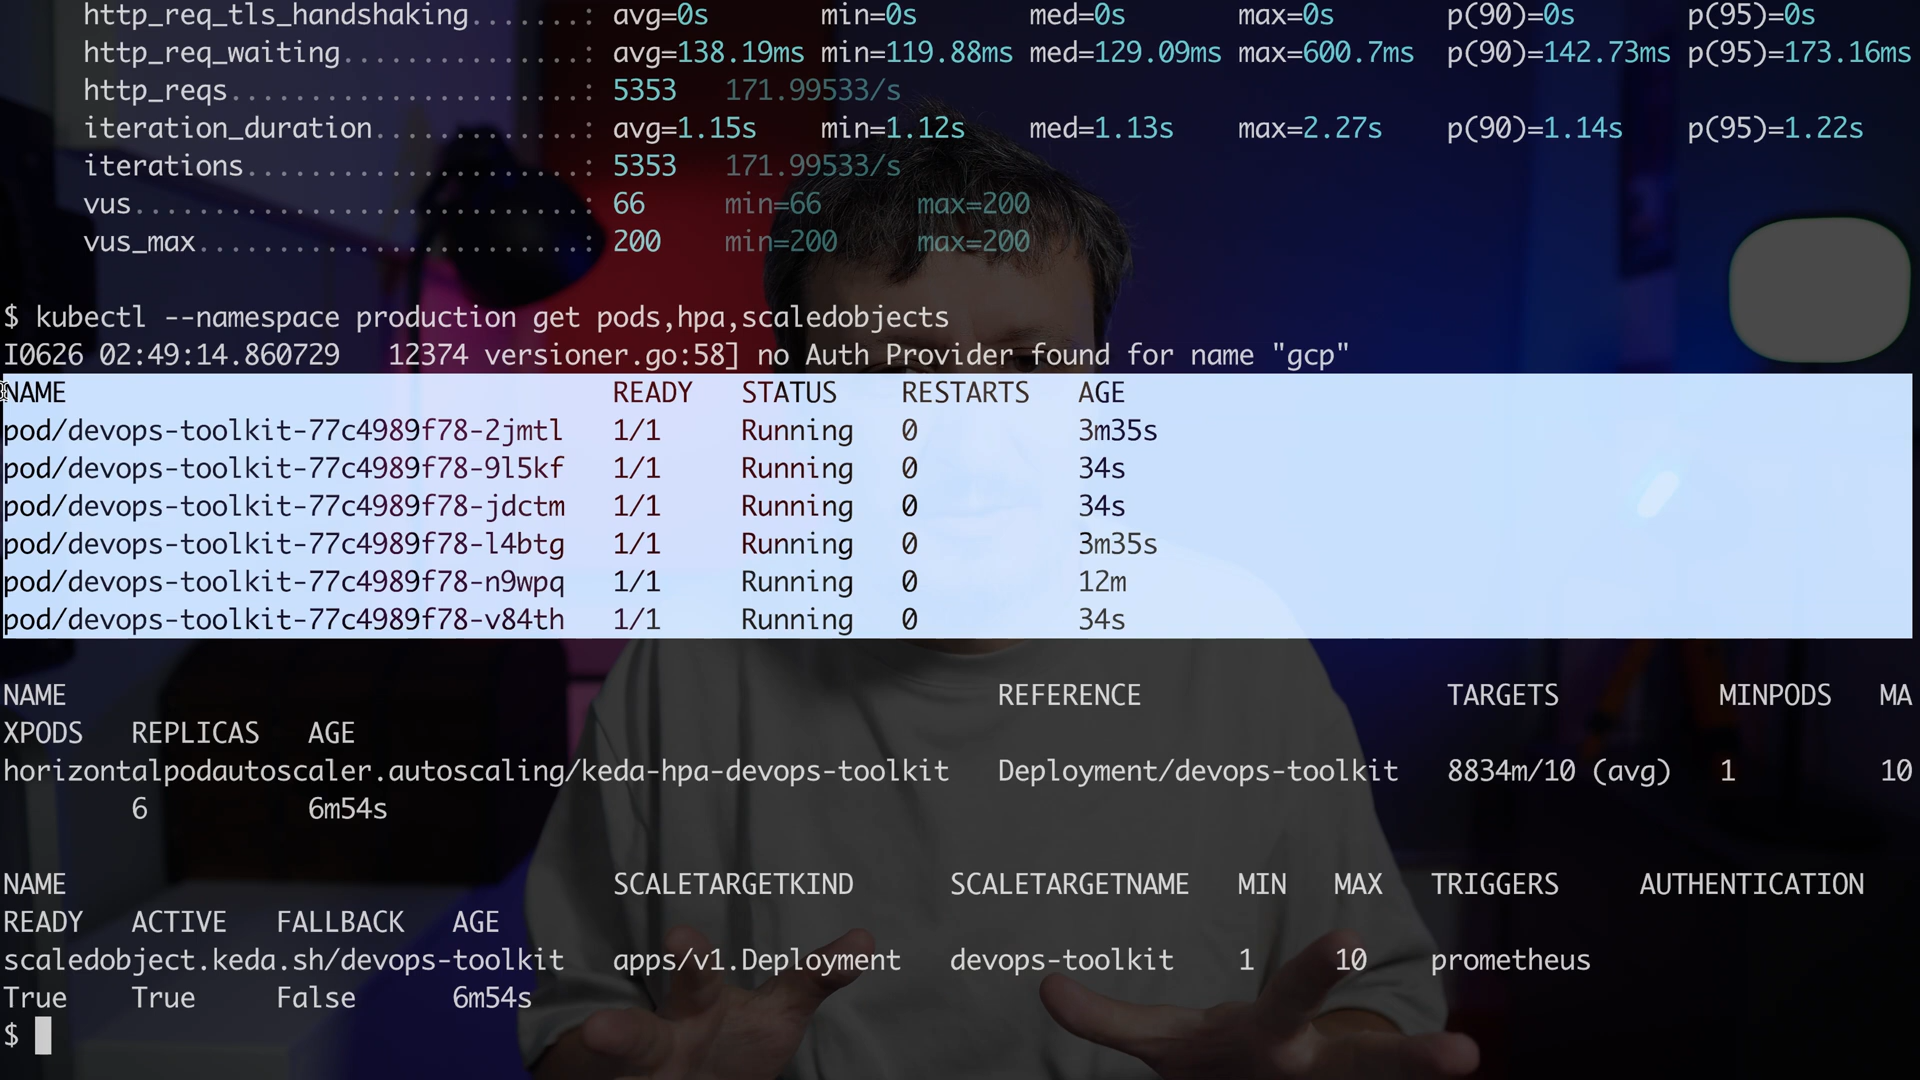 http_req_tls_handshaking.......: avg=0s min=0s med=0s max=0s p(90)=0s p(95)=0s
http_req_waiting...............: avg=138.19ms min=119.88ms med=129.09ms max=600.7ms p(90)=142.73ms p(95)=173.16ms
http_reqs......................: 5353 171.99533/s
iteration_duration.............: avg=1.15s min=1.12s med=1.13s max=2.27s p(90)=1.14s p(95)=1.22s
iterations.....................: 5353 171.99533/s
vus............................: 66 min=66 max=200
vus_max........................: 200 min=200 max=200
$ kubectl --namespace production get pods,hpa,scaledobjects
I0626 02:49:14.860729 12374 versioner.go:58] no Auth Provider found for name "gcp"
NAME READY STATUS RESTARTS AGE
pod/devops-toolkit-77c4989f78-2jmtl 1/1 Running 0 3m35s
pod/devops-toolkit-77c4989f78-9l5kf 1/1 Running 0 34s
pod/devops-toolkit-77c4989f78-jdctm 1/1 Running 0 34s
pod/devops-toolkit-77c4989f78-l4btg 1/1 Running 0 3m35s
pod/devops-toolkit-77c4989f78-n9wpq 1/1 Running 0 12m
pod/devops-toolkit-77c4989f78-v84th 1/1 Running 0 34s
NAME REFERENCE TARGETS MINPODS MA
XPODS REPLICAS AGE
horizontalpodautoscaler.autoscaling/keda-hpa-devops-toolkit Deployment/devops-toolkit 8834m/10 (avg) 1 10
6 6m54s
NAME SCALETARGETKIND SCALETARGETNAME MIN MAX TRIGGERS AUTHENTICATION
READY ACTIVE FALLBACK AGE
scaledobject.keda.sh/devops-toolkit apps/v1.Deployment devops-toolkit 1 10 prometheus
True True False 6m54s
$